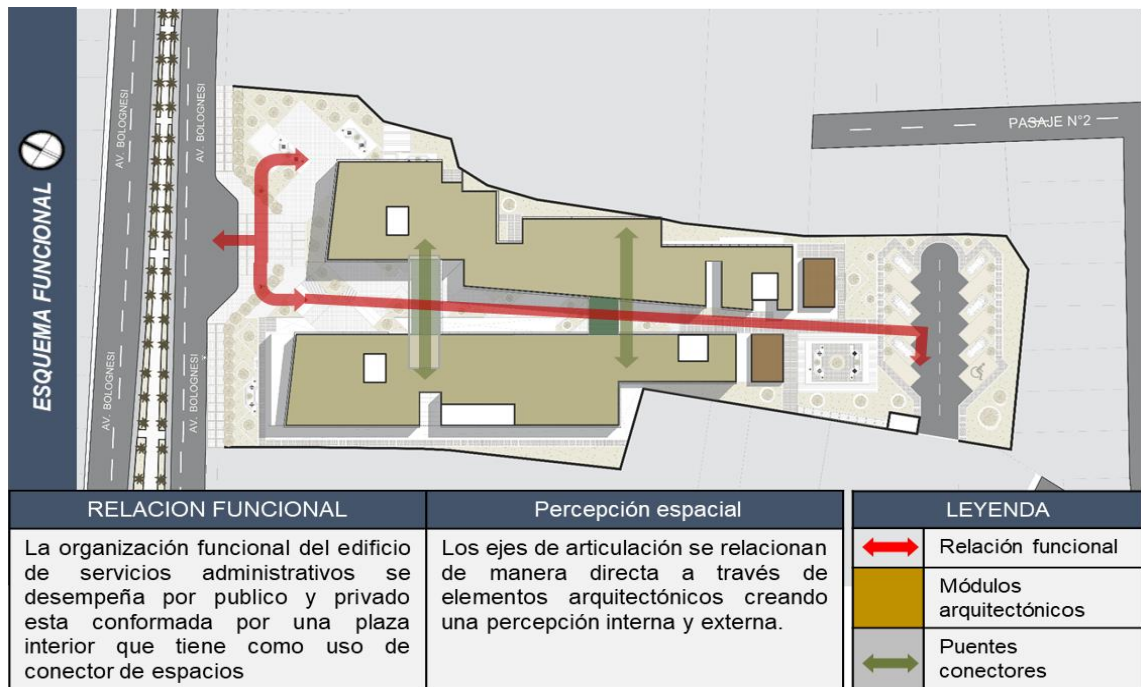 ESQUEMA FUNCIONAL
AV. BOLOGNESI
AV. BOLOGNESI
AV. BOLOGNESI
AV. BOLOGNESI
PASAJE N°2
RELACION FUNCIONAL
La organización funcional del edificio
de servicios administrativos se
desempeña por publico y privado
esta conformada por una plaza
interior que tiene como uso de
conector de espacios
Percepción espacial
Los ejes de articulación se relacionan
de manera directa a través de
elementos arquitectónicos creando
una percepción interna y externa.
LEYENDA
Relación funcional
Módulos
arquitectónicos
Puentes
conectores